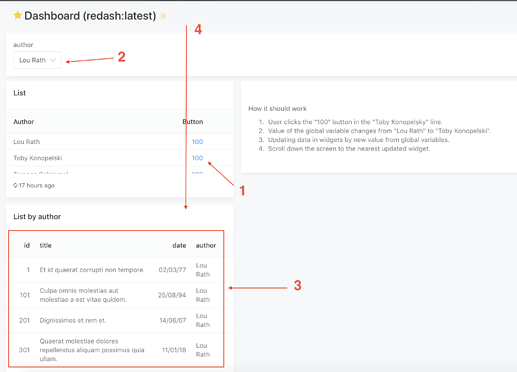 Dashboard (redash:latest)
4
author
Lou Rath
2
List
Author Button
Lou Rath 100
Toby Konopelski 100
17 hours ago
1
How it should work
1. User clicks the "100" button in the "Toby Konopelsky" line.
2. Value of the global variable changes from "Lou Rath" to "Toby Konopelski".
3. Updating data in widgets by new value from global variables.
4. Scroll down the screen to the nearest updated widget.
List by author
id title date author
1 Et id quaerat corrupti non tempore. 02/03/77 Lou
Rath
101 Culpa omnis molestias aut
molestiae a est vitae quidem. 25/08/94 Lou
Rath
201 Dignissimos et rem et. 14/06/07 Lou
Rath
301 Quaerat molestiae dolores
repellendus aliquam possimus quia
ullam. 11/01/18 Lou
Rath
3